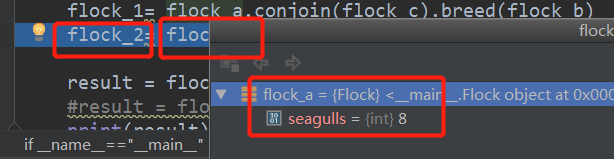 flock_1= flock_a.conjoin(flock_c).breed(flock_b)
flock_2= floc
flock
result = floc
flock_a = {Flock} <__main__.Flock object at 0x000
#result = flo
seagulls = {int} 8
print(result)
if __name__=="__main__"